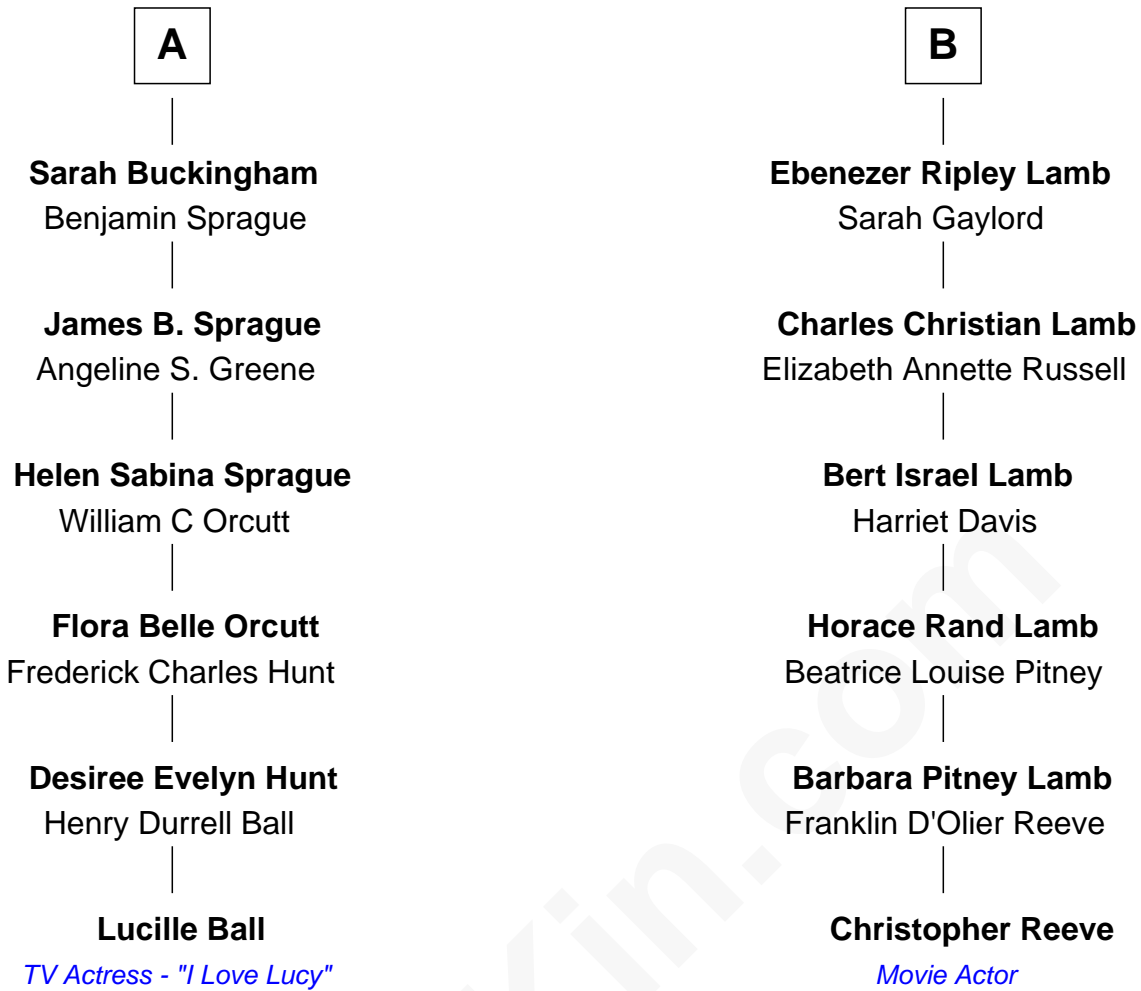 A
Sarah Buckingham
Benjamin Sprague
James B. Sprague
Angeline S. Greene
Helen Sabina Sprague
William C Orcutt
Flora Belle Orcutt
Frederick Charles Hunt
Desiree Evelyn Hunt
Henry Durrell Ball
Lucille Ball
TV Actress - "I Love Lucy"
B
Ebenezer Ripley Lamb
Sarah Gaylord
Charles Christian Lamb
Elizabeth Annette Russell
Bert Israel Lamb
Harriet Davis
Horace Rand Lamb
Beatrice Louise Pitney
Barbara Pitney Lamb
Franklin D'Olier Reeve
Christopher Reeve
Movie Actor
kin.com